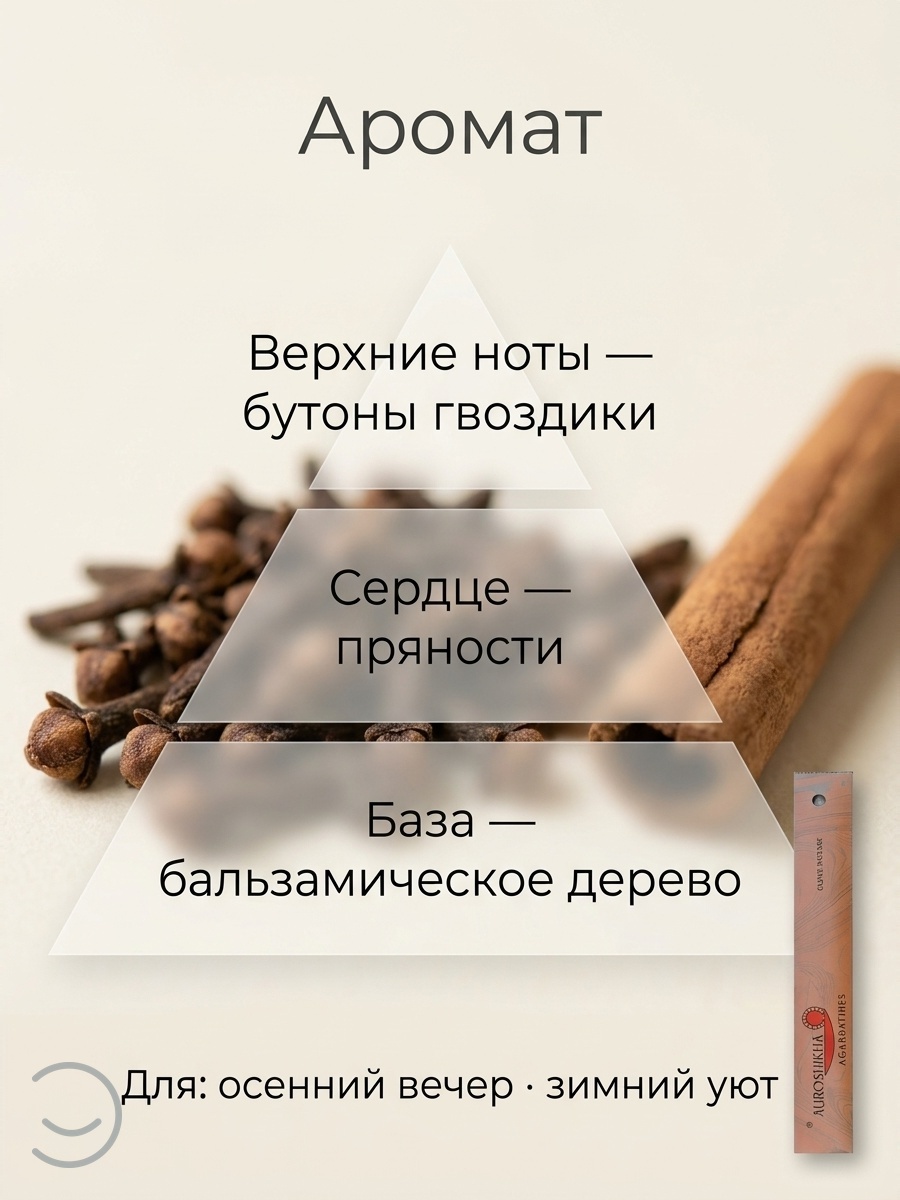 Аромат
Верхние ноты —
бутоны гвоздики
Сердце —
пряности
База —
бальзамическое дерево
Для: осенний вечер · зимний уют
AUROSHIKHA
AGARBATHIES
®